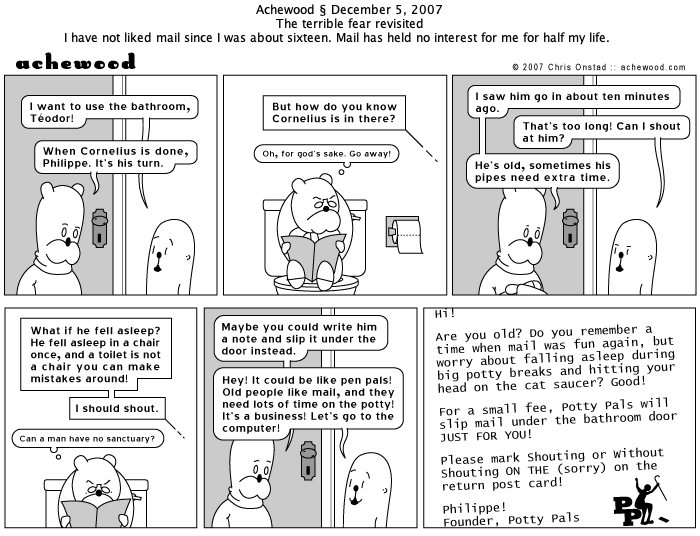 Achewood § December 5, 2007
The terrible fear revisited
I have not liked mail since I was about sixteen. Mail has held no interest for me for half my life.
achewood
© 2007 Chris Onstad :: achewood.com
I want to use the bathroom,
Téodor!
When Cornelius is done,
Philippe. It's his turn.
But how do you know
Cornelius is in there?
Oh, for god's sake. Go away!
I saw him go in about ten minutes
ago.
That's too long! Can I shout
at him?
He's old, sometimes his
pipes need extra time.
What if he fell asleep?
He fell asleep in a chair
once, and a toilet is not
a chair you can make
mistakes around!
I should shout.
Can a man have no sanctuary?
Maybe you could write him
a note and slip it under the
door instead.
Hey! It could be like pen pals!
Old people like mail, and they
need lots of time on the potty!
It's a business! Let's go to the
computer!
Hi!
Are you old? Do you remember a
time when mail was fun again, but
worry about falling asleep during
big potty breaks and hitting your
head on the cat saucer? Good!
For a small fee, Potty Pals will
slip mail under the bathroom door
JUST FOR YOU!
Please mark Shouting or Without
Shouting ON THE (sorry) on the
return post card!
Philippe!
Founder, Potty Pals
PP